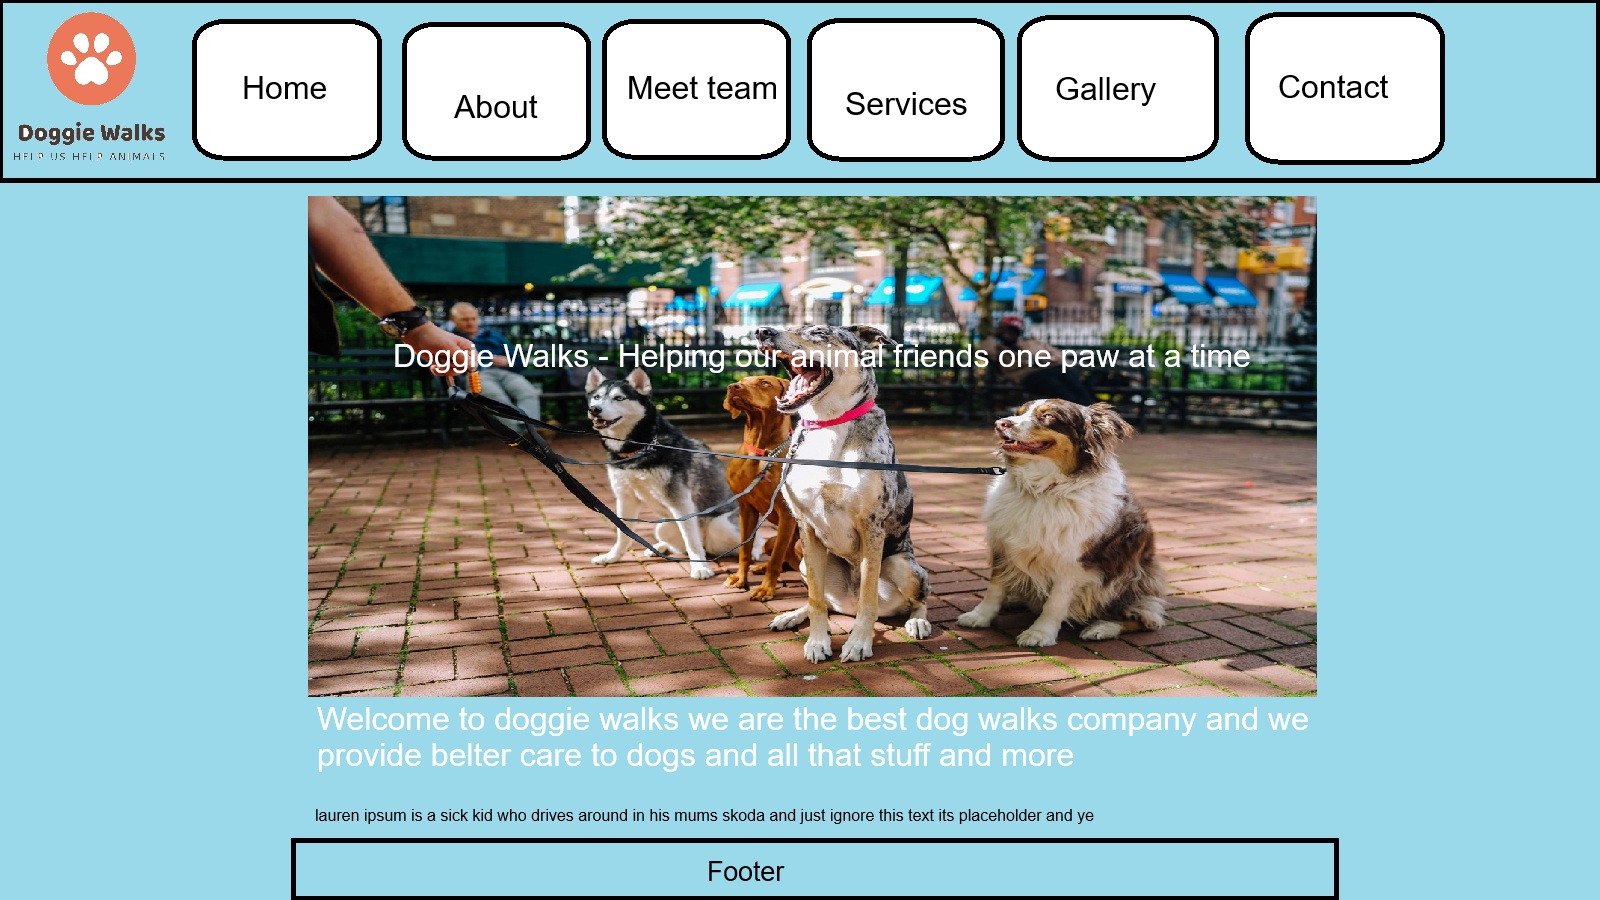 Doggie Walks
HELP US HELP ANIMALS
Home
About
Meet team
Services
Gallery
Contact
Doggie Walks - Helping our animal friends one paw at a time
Welcome to doggie walks we are the best dog walks company and we
provide belter care to dogs and all that stuff and more
lauren ipsum is a sick kid who drives around in his mums skoda and just ignore this text its placeholder and ye
Footer